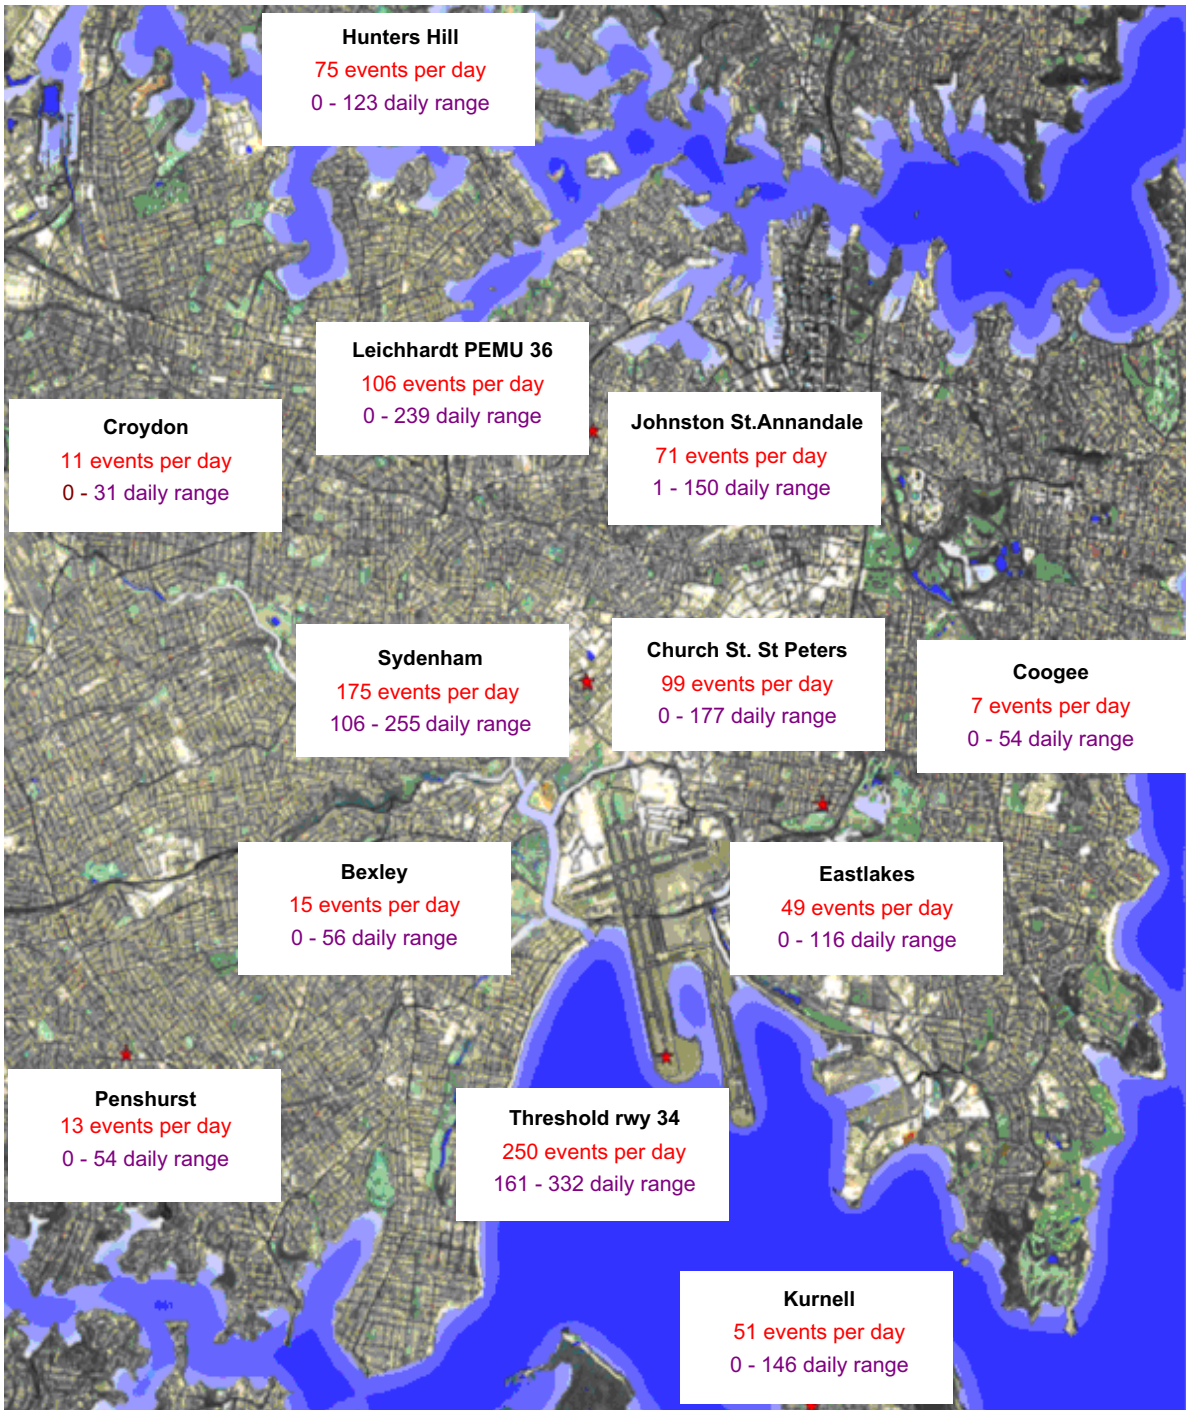 Hunters Hill
75 events per day
0 - 123 daily range
Leichhardt PEMU 36
106 events per day
0 - 239 daily range
Johnston St.Annandale
71 events per day
1 - 150 daily range
Croydon
11 events per day
0 - 31 daily range
Sydenham
175 events per day
106 - 255 daily range
Church St. St Peters
99 events per day
0 - 177 daily range
Coogee
7 events per day
0 - 54 daily range
Bexley
15 events per day
0 - 56 daily range
Eastlakes
49 events per day
0 - 116 daily range
Penshurst
13 events per day
0 - 54 daily range
Threshold rwy 34
250 events per day
161 - 332 daily range
Kurnell
51 events per day
0 - 146 daily range